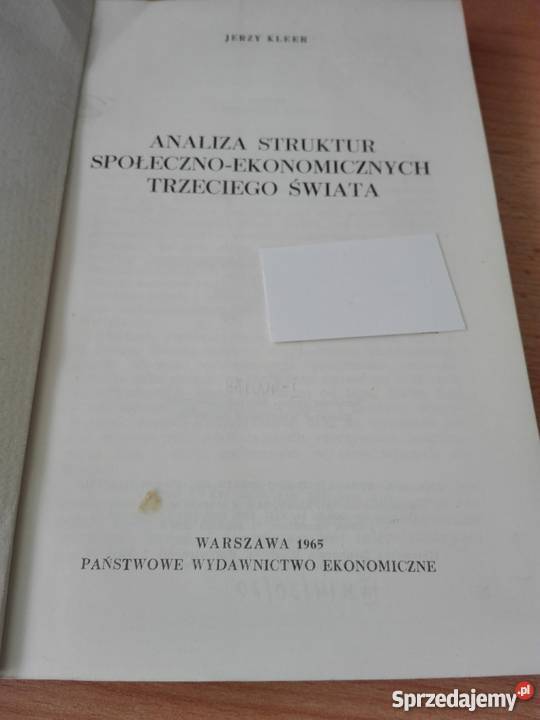 JERZY KLEER
ANALIZA STRUKTUR
SPOŁECZNO-EKONOMICZNYCH
TRZECIEGO ŚWIATA
WARSZAWA 1965
PAŃSTWOWE WYDAWNICTWO EKONOMICZNE
Sprzedajemy.pl